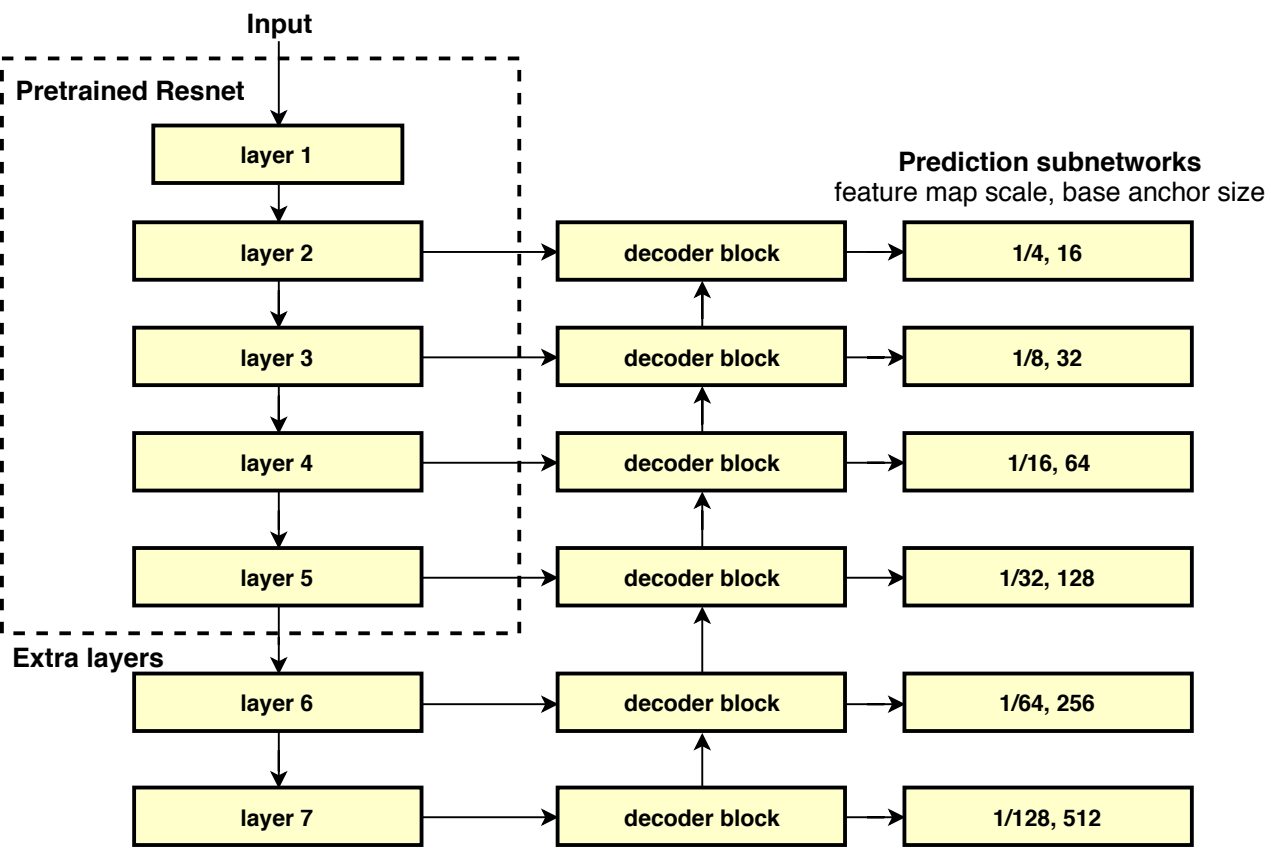 Input
Pretrained Resnet
layer 1
Prediction subnetworks
feature map scale, base anchor size
layer 2
decoder block
1/4, 16
layer 3
decoder block
1/8, 32
layer 4
decoder block
1/16, 64
layer 5
decoder block
1/32, 128
Extra layers
layer 6
decoder block
1/64, 256
layer 7
decoder block
1/128, 512